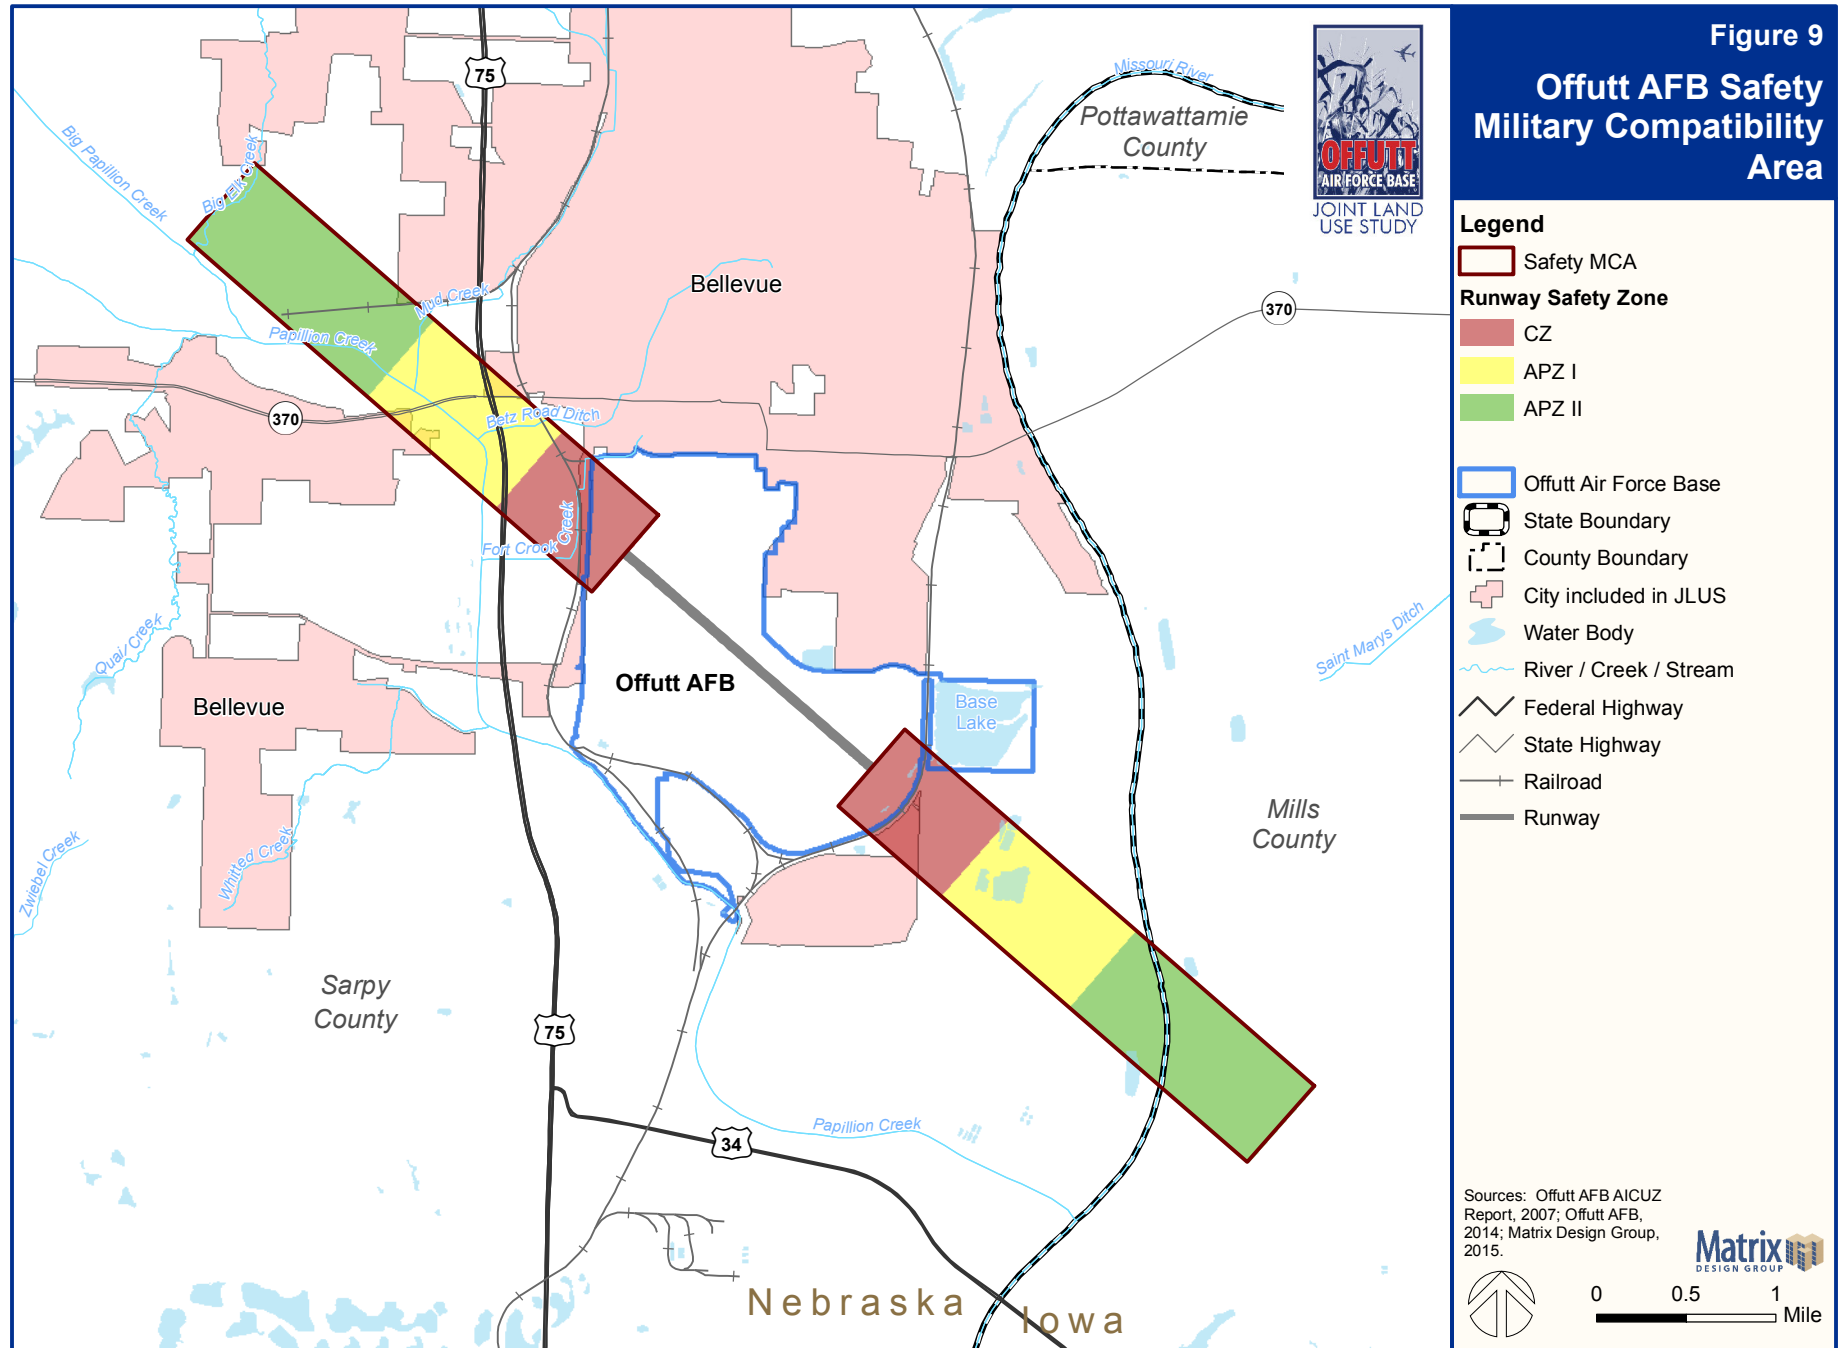 Figure 9
Offutt AFB Safety
Military Compatibility
Area
Legend
Safety MCA
Runway Safety Zone
CZ
APZ I
APZ II
Offutt Air Force Base
State Boundary
County Boundary
City included in JLUS
Water Body
River / Creek / Stream
Federal Highway
State Highway
Railroad
Runway
Sources: Offutt AFB AICUZ
Report, 2007; Offutt AFB,
2014; Matrix Design Group,
2015.
Matrix
DESIGN GROUP
0 0.5 1
Mile
OFFUTT
AIR FORCE BASE
JOINT LAND
USE STUDY
75
Missouri River
Pottawattamie
County
Big Papillion Creek
Big Elk Creek
Bellevue
Mud Creek
370
Papillion Creek
370
Betz Road Ditch
Fort Crook Creek
Quail Creek
Saint Marys Ditch
Offutt AFB
Bellevue
Base
Lake
Mills
County
Zwiebel Creek
Whitted Creek
Sarpy
County
75
Papillion Creek
34
Nebraska
Iowa